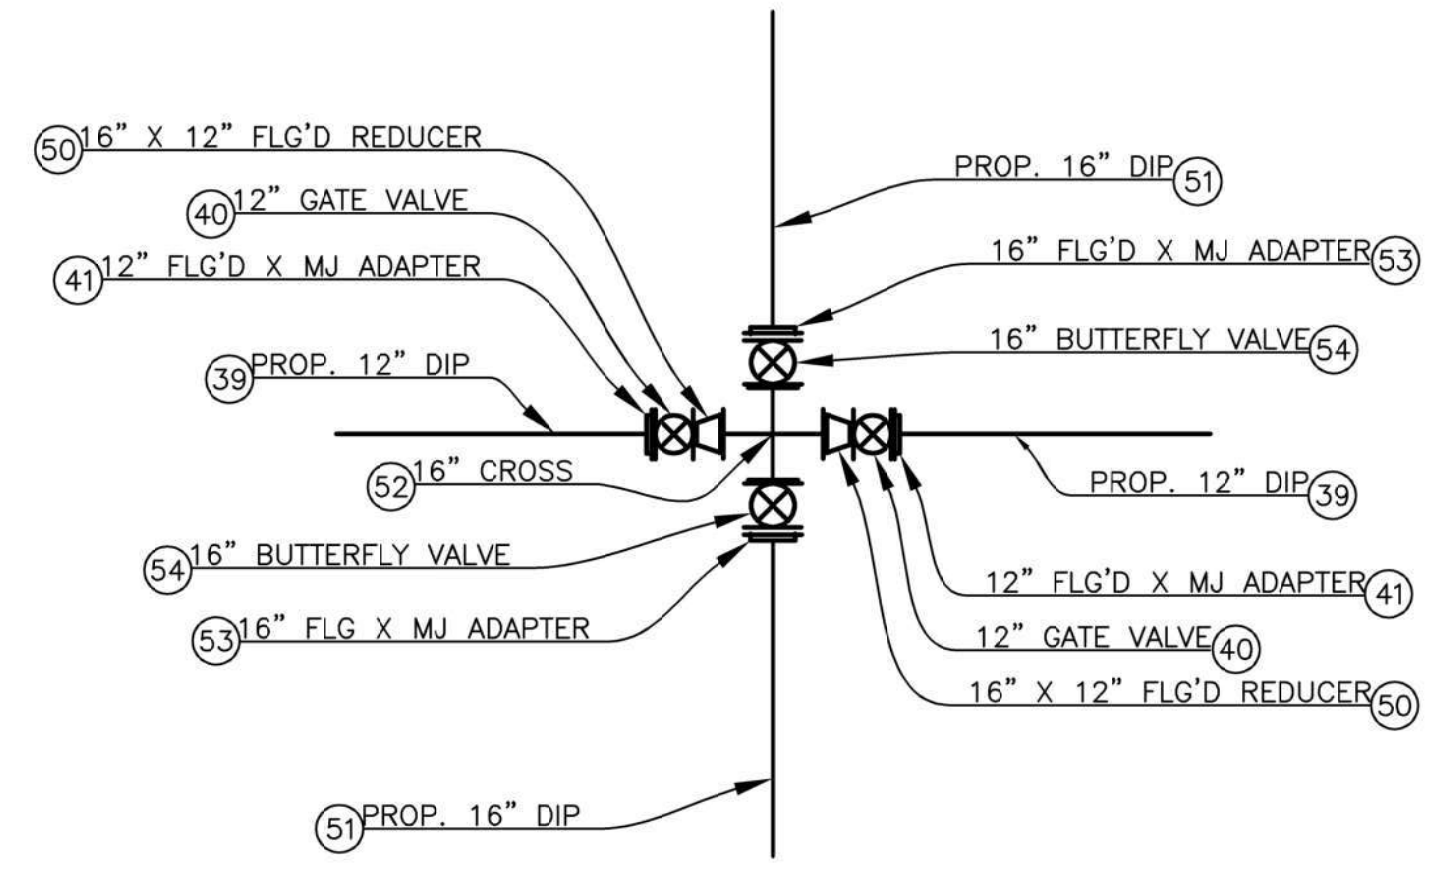 50 16" X 12" FLG'D REDUCER
40 12" GATE VALVE
41 12" FLG'D X MJ ADAPTER
39 PROP. 12" DIP
52 16" CROSS
54 16" BUTTERFLY VALVE
53 16" FLG X MJ ADAPTER
51 PROP. 16" DIP
PROP. 16" DIP 51
16" FLG'D X MJ ADAPTER 53
16" BUTTERFLY VALVE 54
PROP. 12" DIP 39
12" FLG'D X MJ ADAPTER 41
12" GATE VALVE 40
16" X 12" FLG'D REDUCER 50